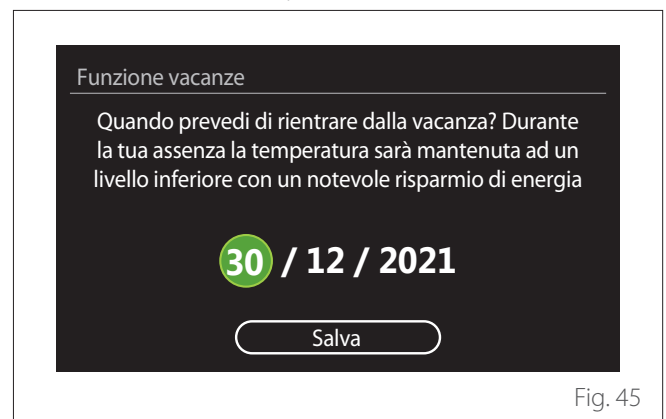 Funzione vacanze
Quando prevedi di rientrare dalla vacanza? Durante
la tua assenza la temperatura sarà mantenuta ad un
livello inferiore con un notevole risparmio di energia
30 / 12 / 2021
Salva
Fig. 45